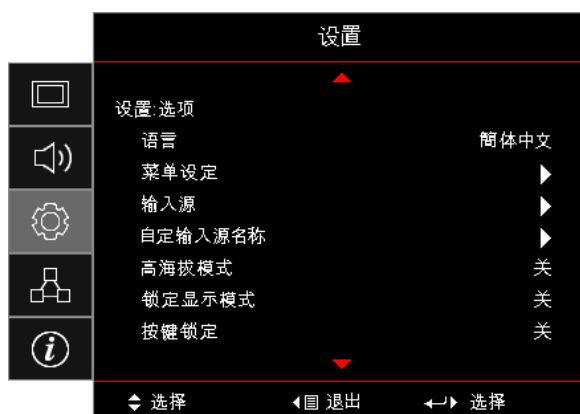 设置
设置:选项
语言 簡体中文
菜单设定
输入源
自定输入源名称
高海拔模式 关
锁定显示模式 关
按键锁定 关
选择 退出 选择